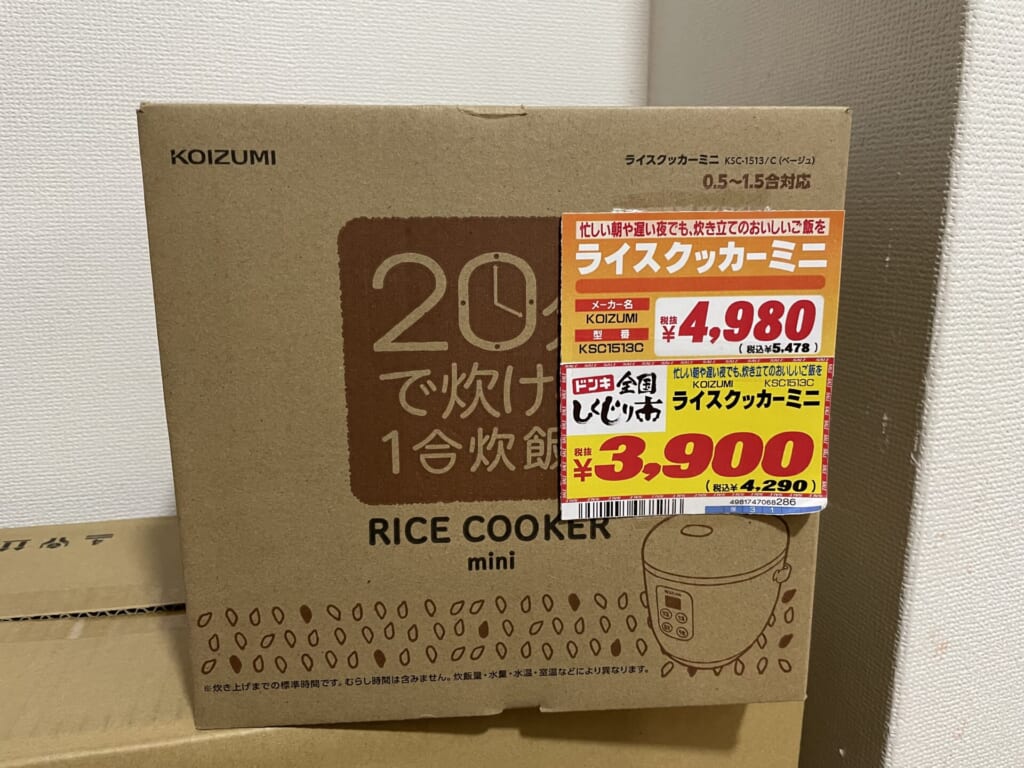 KOIZUMI
ライスクッカーミニ KSC-1513/C (ベージュ)
0.5～1.5合対応
20分
で炊け
1合炊飯
RICE COOKER
mini
※炊き上げまでの標準時間です。むらし時間は含みません。炊飯量・水量・水温・室温などにより異なります。
忙しい朝や遅い夜でも、炊き立てのおいしいご飯を
ライスクッカーミニ
メーカー名
KOIZUMI
型番
KSC1513C
税抜
¥4,980
(税込¥5,478)
ドンキ 全国
しくじり市
忙しい朝や遅い夜でも、炊き立てのおいしいご飯を
KOIZUMI KSC1513C
ライスクッカーミニ
税抜
¥3,900
(税込¥4,290)
4981747068286
3 1